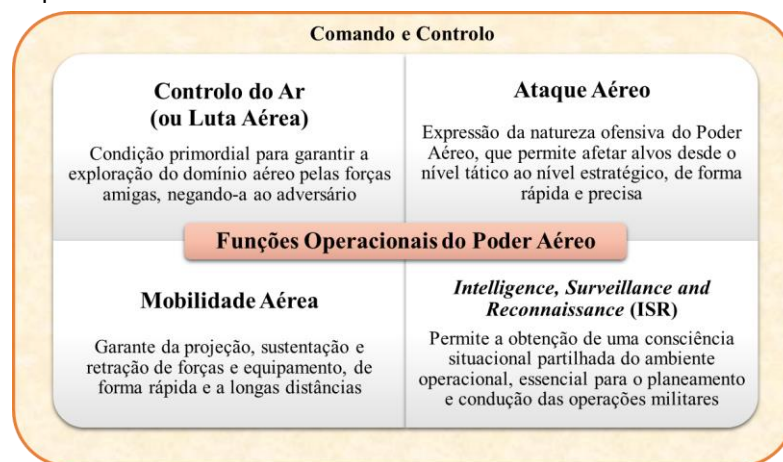 Comando e Controlo
Controlo do Ar
(ou Luta Aérea)
Condição primordial para garantir a
exploração do domínio aéreo pelas forças
amigas, negando-a ao adversário
Ataque Aéreo
Expressão da natureza ofensiva do Poder
Aéreo, que permite afetar alvos desde o
nível tático ao nível estratégico, de forma
rápida e precisa
Funções Operacionais do Poder Aéreo
Mobilidade Aérea
Garante da projeção, sustentação e
retração de forças e equipamento, de
forma rápida e a longas distâncias
Intelligence, Surveillance and
Reconnaissance (ISR)
Permite a obtenção de uma consciência
situacional partilhada do ambiente
operacional, essencial para o planeamento
e condução das operações militares